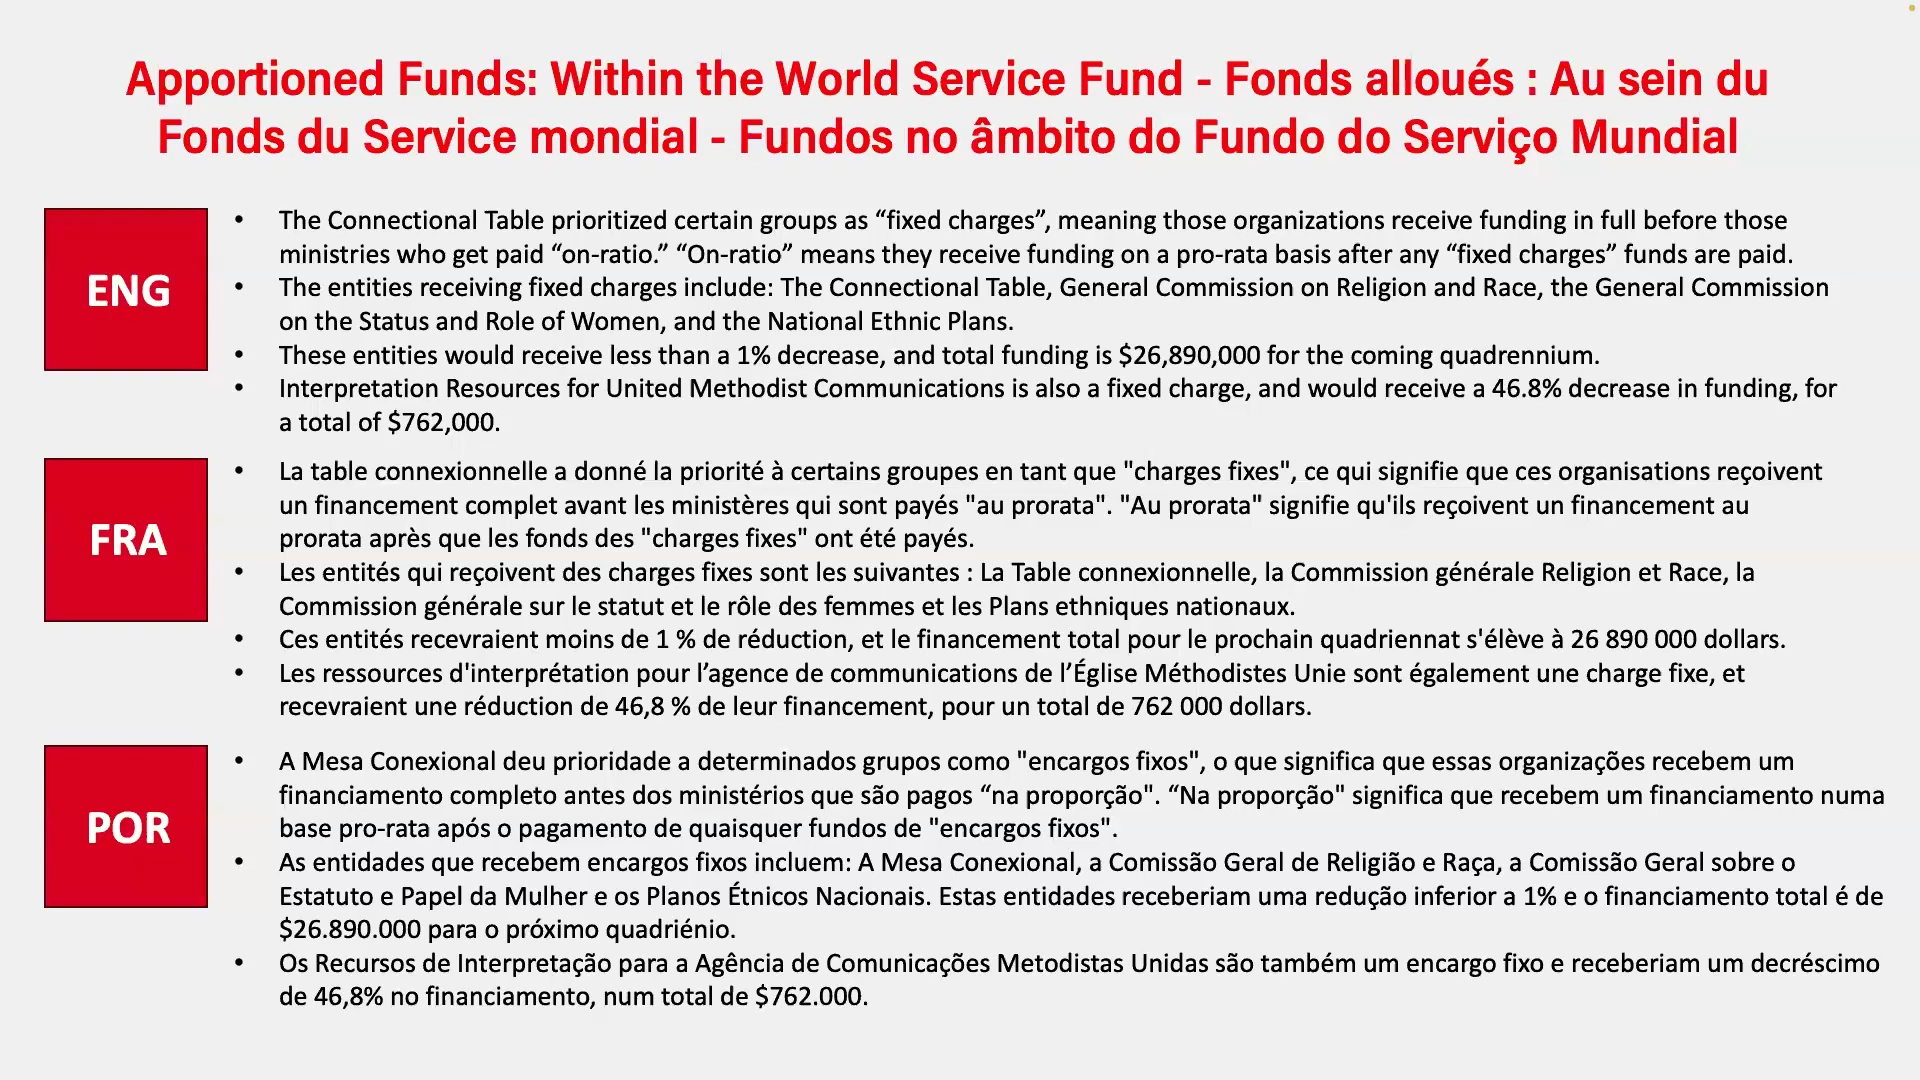 Apportioned Funds: Within the World Service Fund - Fonds alloués : Au sein du
Fonds du Service mondial - Fundos no âmbito do Fundo do Serviço Mundial
ENG
• The Connectional Table prioritized certain groups as “fixed charges”, meaning those organizations receive funding in full before those
ministries who get paid “on-ratio.” “On-ratio” means they receive funding on a pro-rata basis after any “fixed charges” funds are paid.
• The entities receiving fixed charges include: The Connectional Table, General Commission on Religion and Race, the General Commission
on the Status and Role of Women, and the National Ethnic Plans.
• These entities would receive less than a 1% decrease, and total funding is $26,890,000 for the coming quadrennium.
• Interpretation Resources for United Methodist Communications is also a fixed charge, and would receive a 46.8% decrease in funding, for
a total of $762,000.
FRA
• La table connexionnelle a donné la priorité à certains groupes en tant que "charges fixes", ce qui signifie que ces organisations reçoivent
un financement complet avant les ministères qui sont payés "au prorata". "Au prorata" signifie qu'ils reçoivent un financement au
prorata après que les fonds des "charges fixes" ont été payés.
• Les entités qui reçoivent des charges fixes sont les suivantes : La Table connexionnelle, la Commission générale Religion et Race, la
Commission générale sur le statut et le rôle des femmes et les Plans ethniques nationaux.
• Ces entités recevraient moins de 1 % de réduction, et le financement total pour le prochain quadriennat s'élève à 26 890 000 dollars.
• Les ressources d'interprétation pour l’agence de communications de l’Église Méthodistes Unie sont également une charge fixe, et
recevraient une réduction de 46,8 % de leur financement, pour un total de 762 000 dollars.
POR
• A Mesa Conexional deu prioridade a determinados grupos como "encargos fixos", o que significa que essas organizações recebem um
financiamento completo antes dos ministérios que são pagos “na proporção". “Na proporção" significa que recebem um financiamento numa
base pro-rata após o pagamento de quaisquer fundos de "encargos fixos".
• As entidades que recebem encargos fixos incluem: A Mesa Conexional, a Comissão Geral de Religião e Raça, a Comissão Geral sobre o
Estatuto e Papel da Mulher e os Planos Étnicos Nacionais. Estas entidades receberiam uma redução inferior a 1% e o financiamento total é de
$26.890.000 para o próximo quadriénio.
• Os Recursos de Interpretação para a Agência de Comunicações Metodistas Unidas são também um encargo fixo e receberiam um decréscimo
de 46,8% no financiamento, num total de $762.000.